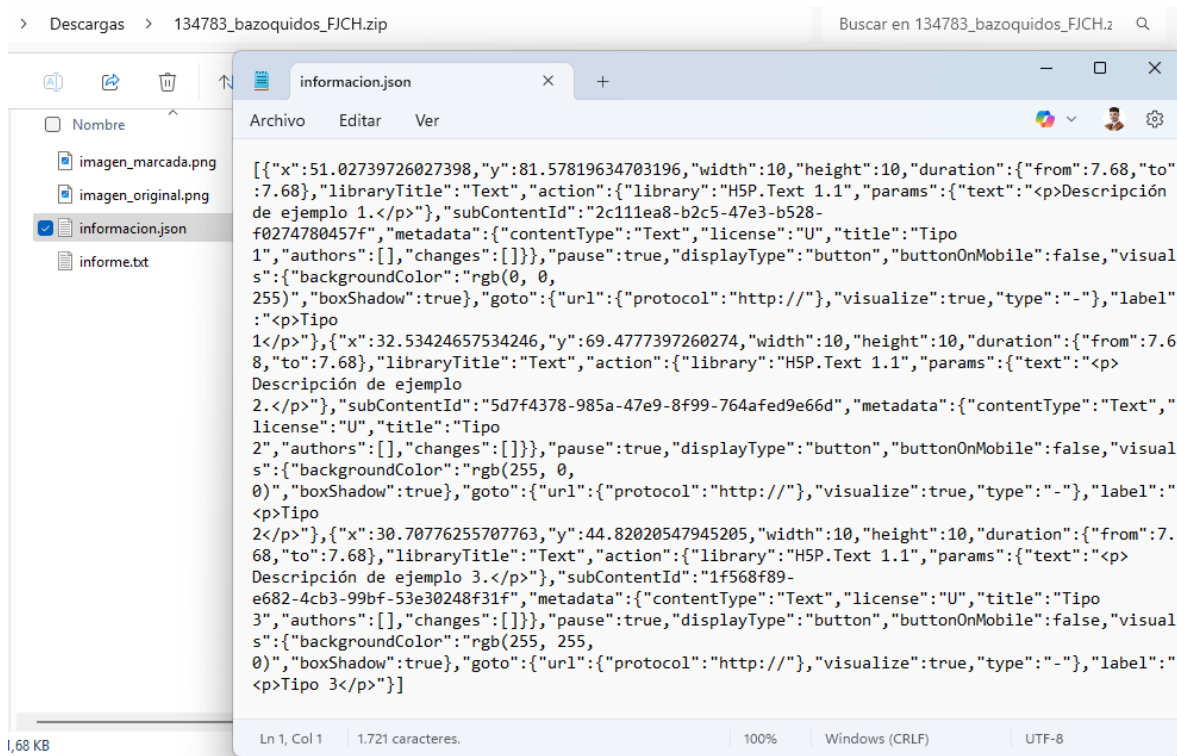 Descargas > 134783_bazoquidos_FJCH.zip
Buscar en 134783_bazoquidos_FJCH.z
Nombre
imagen_marcada.png
imagen_original.png
informacion.json
informe.txt
informacion.json
Archivo Editar Ver
[{"x":51.02739726027398,"y":81.57819634703196,"width":10,"height":10,"duration":{"from":7.68,"to"
:7.68},"libraryTitle":"Text","action":{"library":"H5P.Text 1.1","params":{"text":"<p>Descripción
de ejemplo 1.</p>"},"subContentId":"2c111ea8-b2c5-47e3-b528-
f0274780457f","metadata":{"contentType":"Text","license":"U","title":"Tipo
1","authors":[],"changes":[]}},"pause":true,"displayType":"button","buttonOnMobile":false,"visual
s":{"backgroundColor":"rgb(0, 0,
255)","boxShadow":true},"goto":{"url":{"protocol":"http://"},"visualize":true,"type":"-"},"label"
:"<p>Tipo
1</p>"},{"x":32.53424657534246,"y":69.4777397260274,"width":10,"height":10,"duration":{"from":7.6
8,"to":7.68},"libraryTitle":"Text","action":{"library":"H5P.Text 1.1","params":{"text":"<p>
Descripción de ejemplo
2.</p>"},"subContentId":"5d7f4378-985a-47e9-8f99-764afed9e66d","metadata":{"contentType":"Text","
license":"U","title":"Tipo
2","authors":[],"changes":[]}},"pause":true,"displayType":"button","buttonOnMobile":false,"visual
s":{"backgroundColor":"rgb(255, 0,
0)","boxShadow":true},"goto":{"url":{"protocol":"http://"},"visualize":true,"type":"-"},"label":"
<p>Tipo
2</p>"},{"x":30.70776255707763,"y":44.82020547945205,"width":10,"height":10,"duration":{"from":7.
68,"to":7.68},"libraryTitle":"Text","action":{"library":"H5P.Text 1.1","params":{"text":"<p>
Descripción de ejemplo 3.</p>"},"subContentId":"1f568f89-
e682-4cb3-99bf-53e30248f31f","metadata":{"contentType":"Text","license":"U","title":"Tipo
3","authors":[],"changes":[]}},"pause":true,"displayType":"button","buttonOnMobile":false,"visual
s":{"backgroundColor":"rgb(255, 255,
0)","boxShadow":true},"goto":{"url":{"protocol":"http://"},"visualize":true,"type":"-"},"label":"
<p>Tipo 3</p>"}]
Ln 1, Col 1 1.721 caracteres. 100% Windows (CRLF) UTF-8
,68 KB